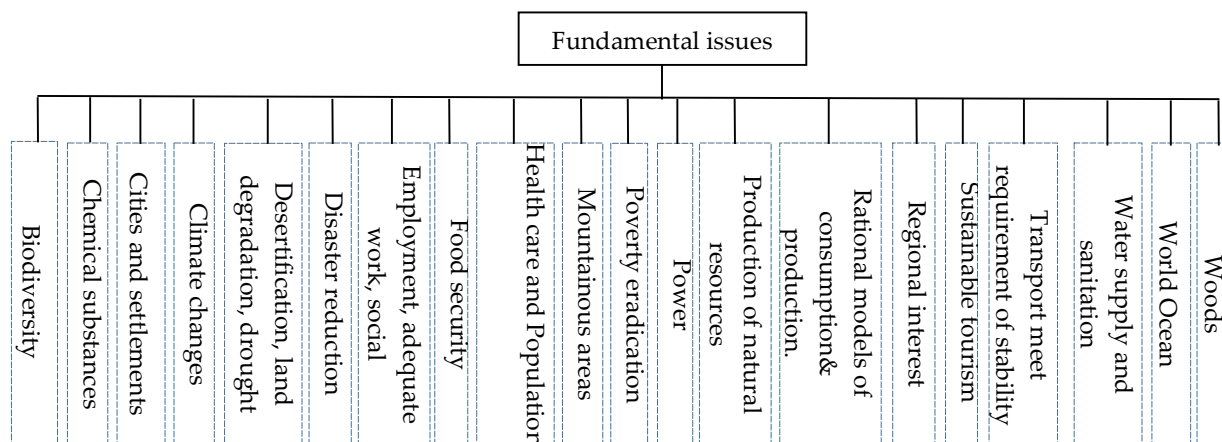 Fundamental issues
Biodiversity
Chemical substances
Cities and settlements
Climate changes
Desertification, land
degradation, drought
Disaster reduction
Employment, adequate
work, social
Food security
Health care and Population
Mountainous areas
Poverty eradication
Power
Production of natural
resources
Rational models of
consumption&
production.
Regional interest
Sustainable tourism
Transport meet
requirement of stability
Water supply and
sanitation
World Ocean
Woods